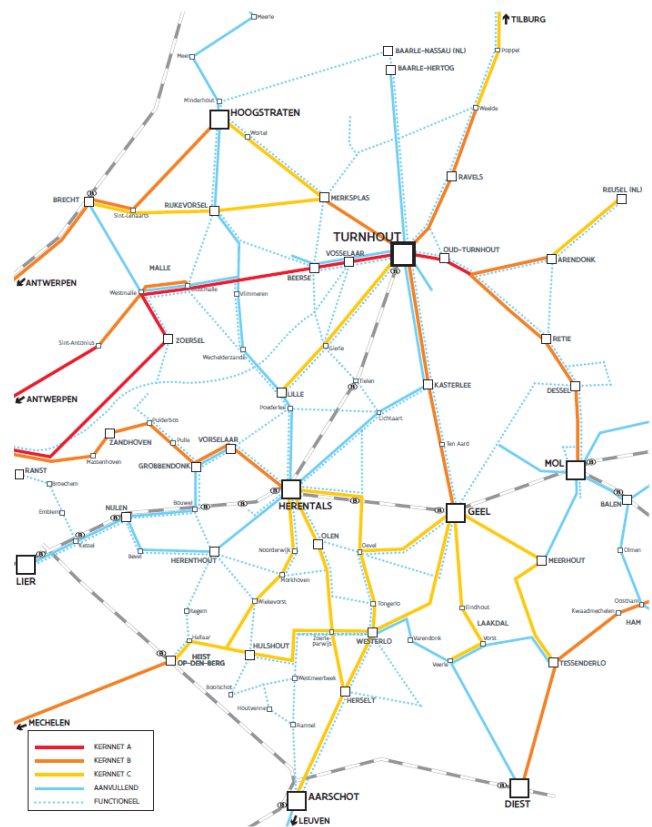 Meerle
TILBURG
Meer
BAARLE-NASSAU (NL)
Poppel
BAARLE-HERTOG
Minderhout
HOOGSTRATEN
Weelde
Wortel
RAVELS
REUSEL (NL)
BRECHT
MERKSPLAS
RIJKEVORSEL
Sint-Lenaarts
TURNHOUT
OUD-TURNHOUT
VOSSELAAR
ARENDONK
MALLE
BEERSE
ANTWERPEN
Westmalle
Oostmalle
Vlimmeren
Sint-Antonius
ZOERSEL
Gierle
RETIE
Wechelderzande
Tielen
KASTERLEE
DESSEL
ANTWERPEN
LILLE
Poederlee
Lichtaart
Pulderbos
ZANDHOVEN
Pulle
VORSELAAR
Ten Aard
Massenhoven
GROBBENDONK
MOL
RANST
Broechem
HERENTALS
BALEN
Emblem
NIJLEN
Bouwel
GEEL
Kessel
Bevel
HERENTHOUT
Noorderwijk
OLEN
Oevel
Olmen
LIER
MEERHOUT
Morkhoven
Wiekevorst
Tongerlo
Eindhout
Oostham
Kwaadmechelen
Itegem
LAAKDAL
HAM
Hallaar
Zoerle-
parwijs
WESTERLO
Varendonk
Vorst
HEIST
OP-DEN-BERG
HULSHOUT
Veerle
TESSENDERLO
Westmeerbeek
Booischot
HERSELT
Houtvenne
Ramsel
MECHELEN
KERNNET A
KERNNET B
KERNNET C
AANVULLEND
FUNCTIONEEL
AARSCHOT
DIEST
LEUVEN